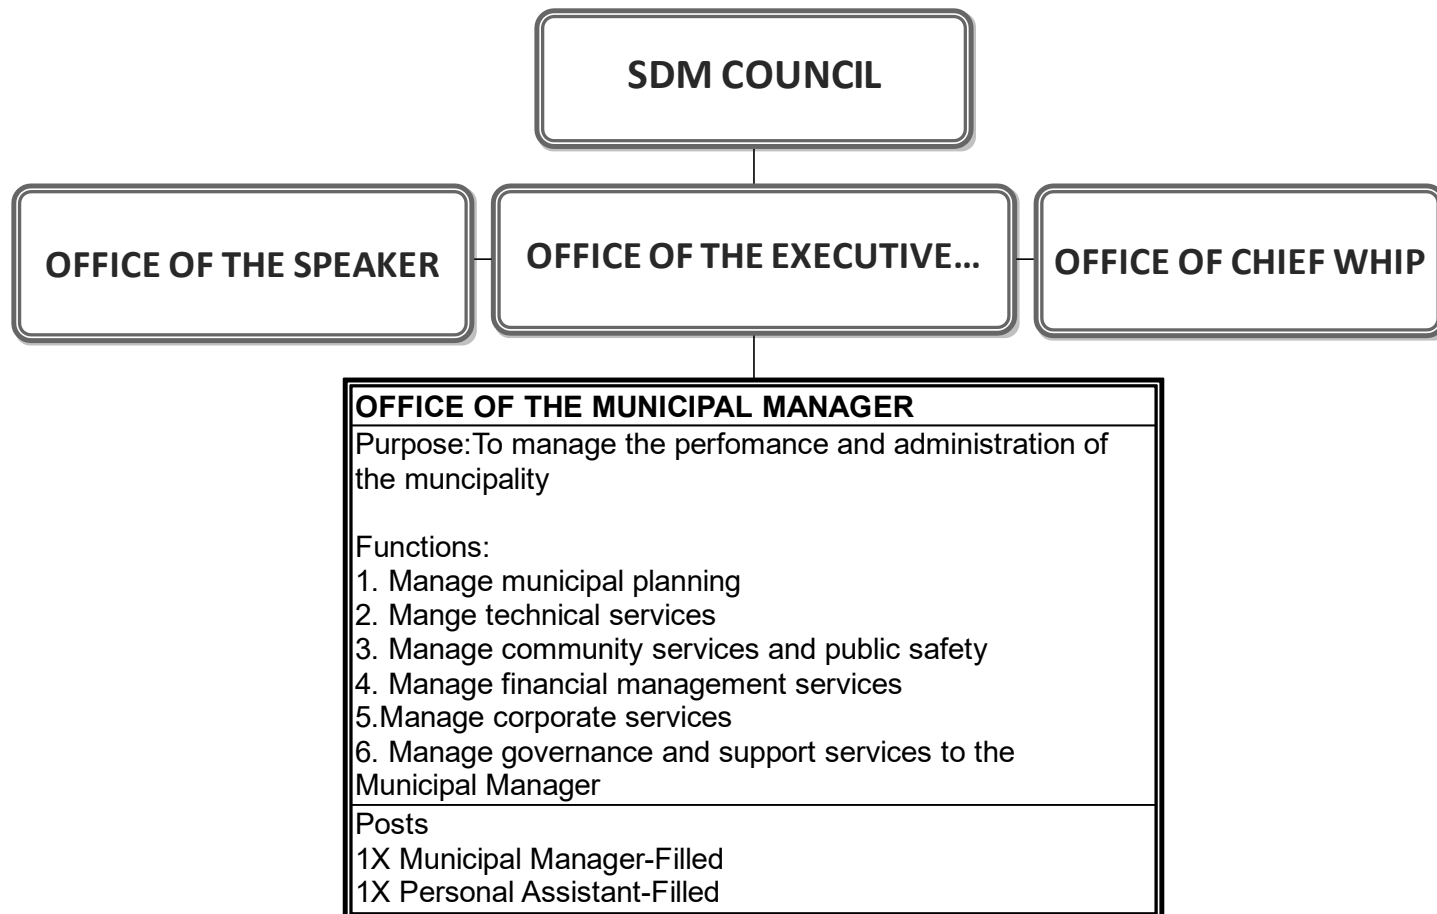 SDM COUNCIL
OFFICE OF THE SPEAKER
OFFICE OF THE EXECUTIVE...
OFFICE OF CHIEF WHIP
OFFICE OF THE MUNICIPAL MANAGER
Purpose:To manage the perfomance and administration of
the muncipality
Functions:
1. Manage municipal planning
2. Mange technical services
3. Manage community services and public safety
4. Manage financial management services
5.Manage corporate services
6. Manage governance and support services to the
Municipal Manager
Posts
1X Municipal Manager-Filled
1X Personal Assistant-Filled